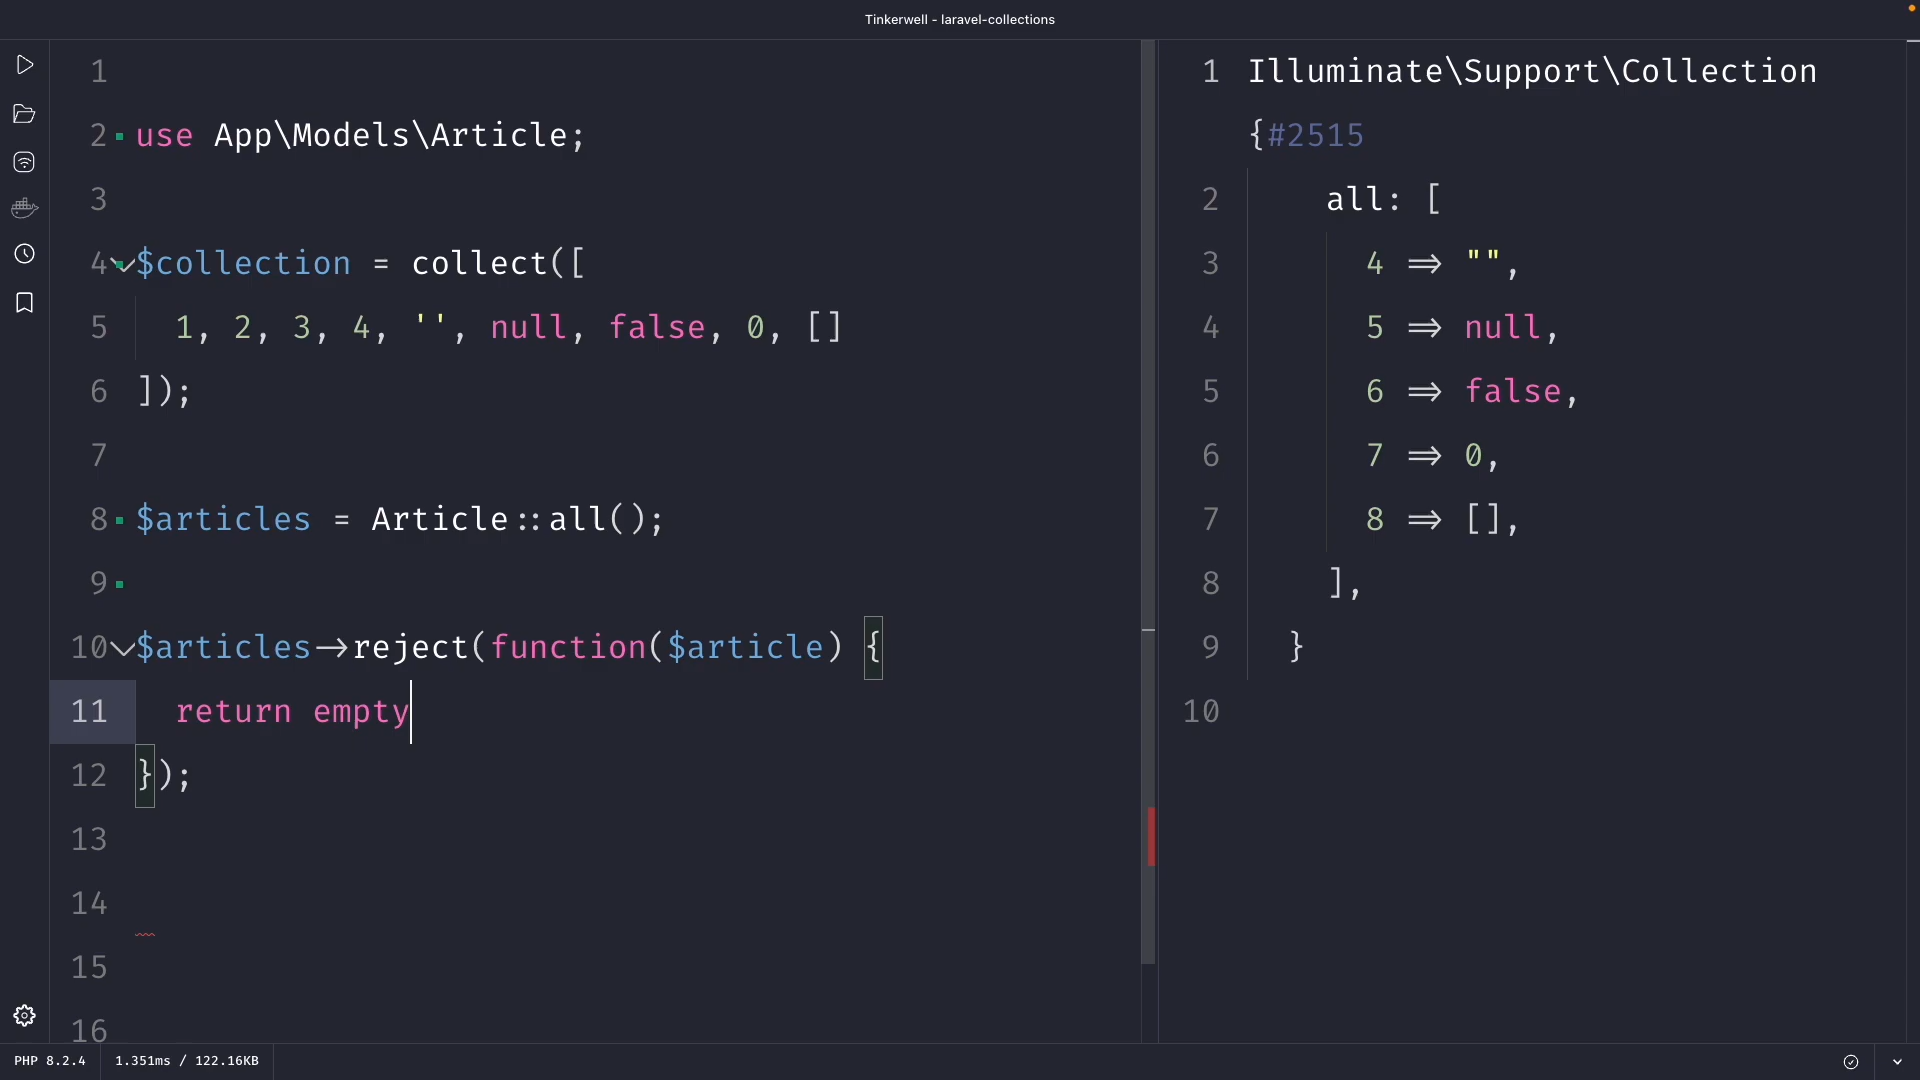 Tinkerwell - laravel-collections
1
2 use App\Models\Article;
3
4 $collection = collect([
5 1, 2, 3, 4, '', null, false, 0, []
6 ]);
7
8 $articles = Article::all();
9
10 $articles->reject(function($article) {
11 return empty
12 });
13
14
15
16
1 Illuminate\Support\Collection
{#2515
2 all: [
3 4 => "",
4 5 => null,
5 6 => false,
6 7 => 0,
7 8 => [],
8 ],
9 }
10
PHP 8.2.4 1.351ms / 122.16KB